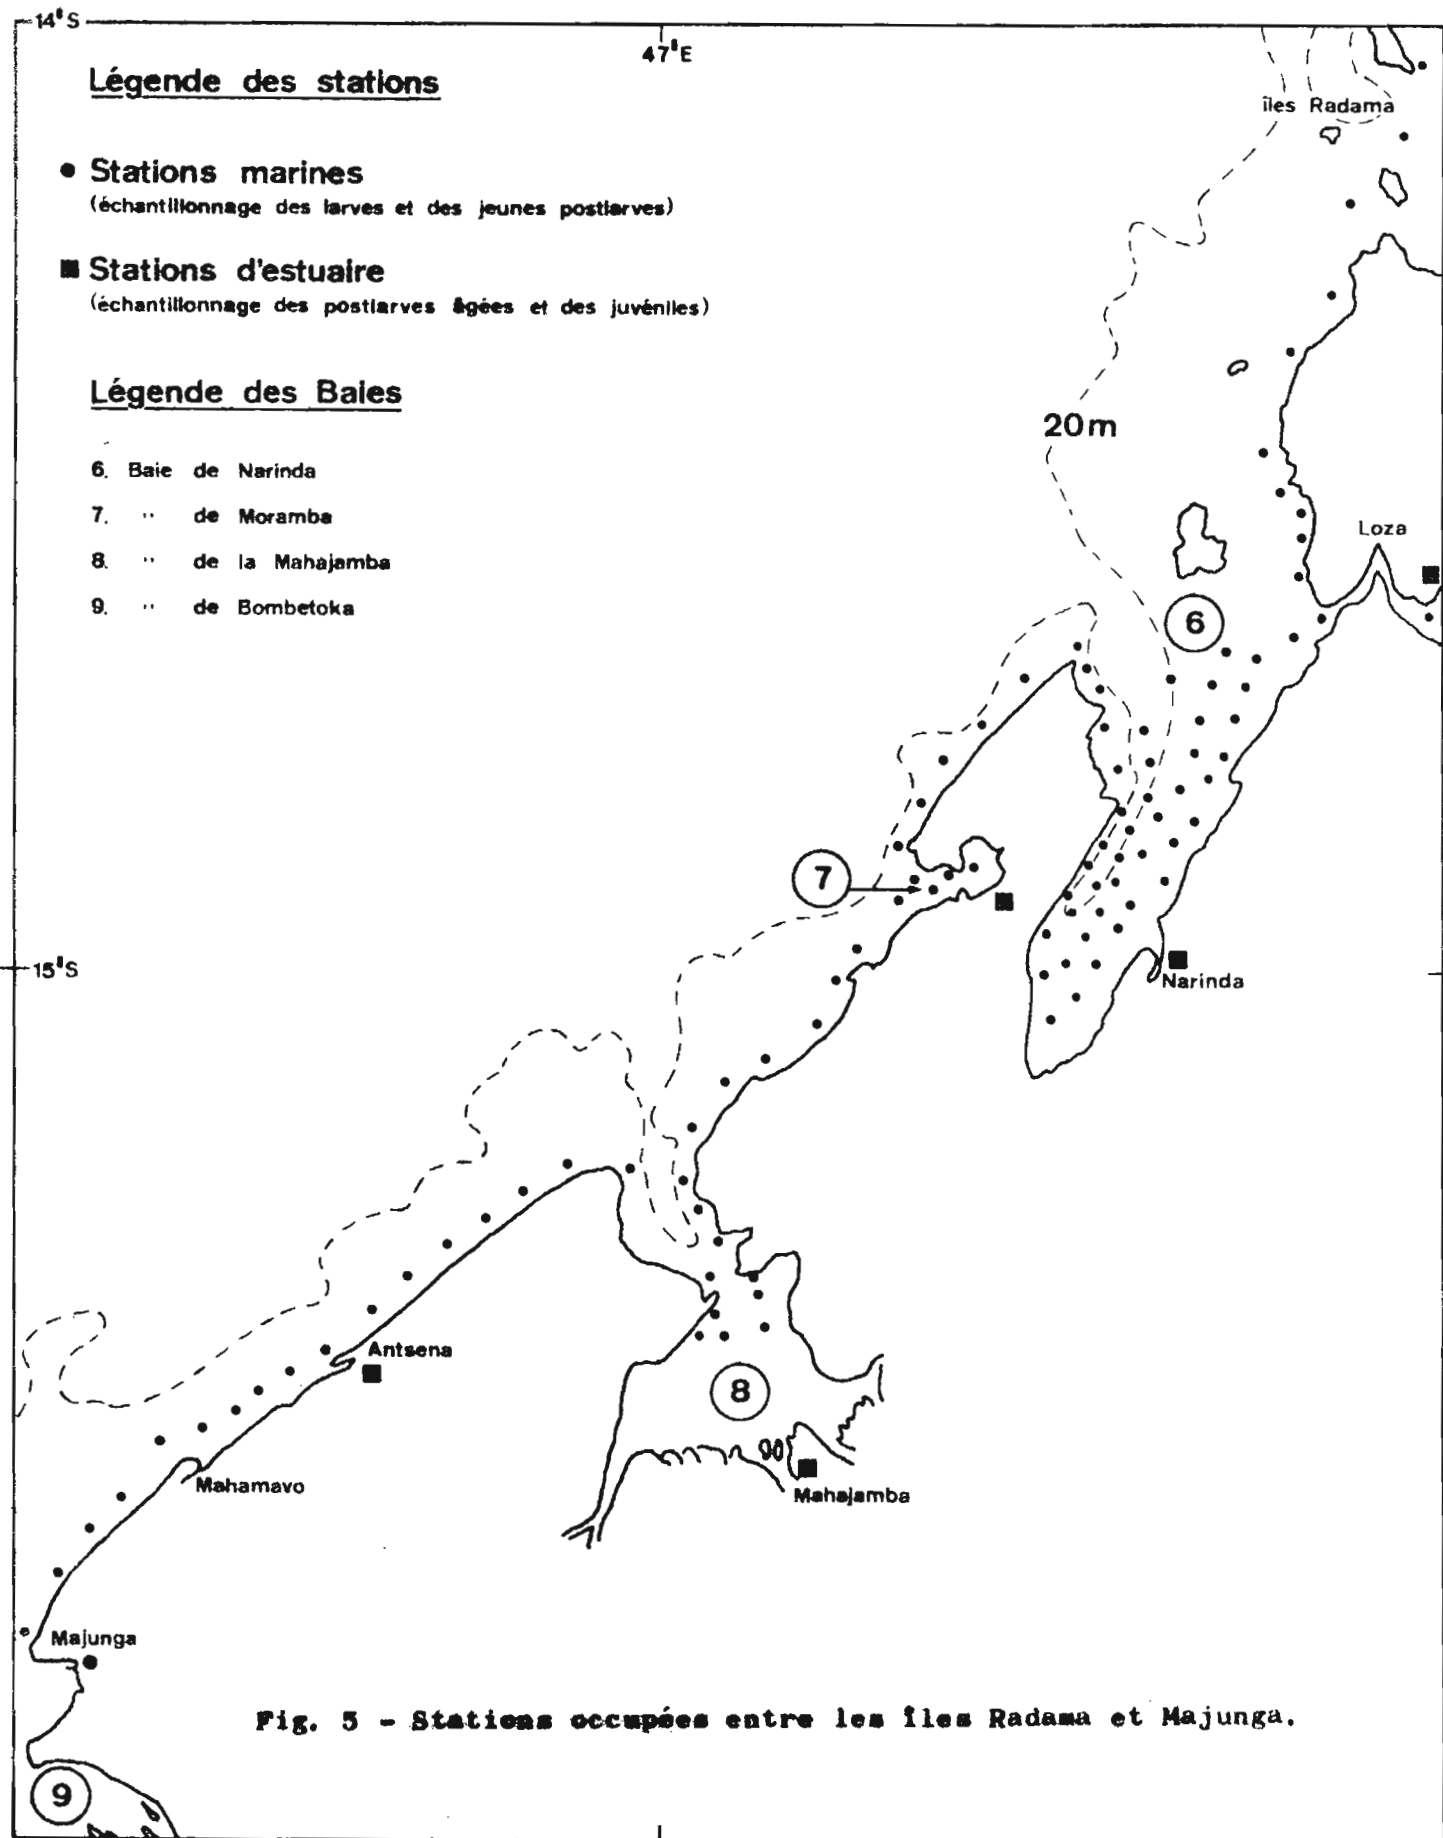 14°S
47°E
Légende des stations
îles Radama
Stations marines
(échantillonnage des larves et des jeunes postlarves)
Stations d'estuaire
(échantillonnage des postlarves âgées et des juvéniles)
Légende des Baies
20m
6. Baie de Narinda
7. " de Moramba
8. " de la Mahajamba
9. " de Bombetoka
Loza
6
7
15°S
Narinda
Antsena
8
Mahamavo
Mahajamba
Majunga
Fig. 5 - Stations occupées entre les îles Radama et Majunga.
9